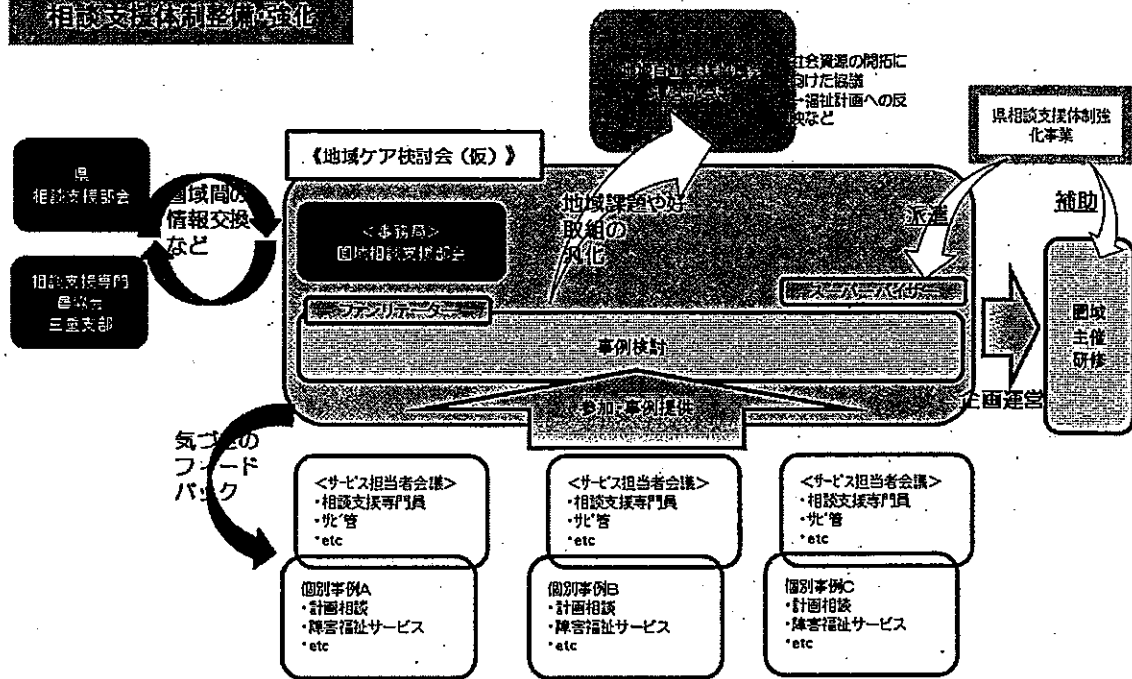 相談支援体制整備・強化
社会資源の開拓に
向けた協議
・福祉計画への反
映など
県相談支援体制強
化事業
《地域ケア検討会（仮）》
県
相談支援部会
圏域間の
情報交換
など
<事務局>
圏域相談支援部会
地域課題や好
取組の
汎化
派遣
補助
相談支援専門
三重支部
スーパーバイザー
ファシリテーター
事例検討
圏域
主催
研修
参加・事例提供
企画運営
気づきの
フィード
バック
<サービス担当者会議>
・相談支援専門員
・サビ管
・etc
<サービス担当者会議>
・相談支援専門員
・サビ管
・etc
<サービス担当者会議>
・相談支援専門員
・サビ管
・etc
個別事例A
・計画相談
・障害福祉サービス
・etc
個別事例B
・計画相談
・障害福祉サービス
・etc
個別事例C
・計画相談
・障害福祉サービス
・etc